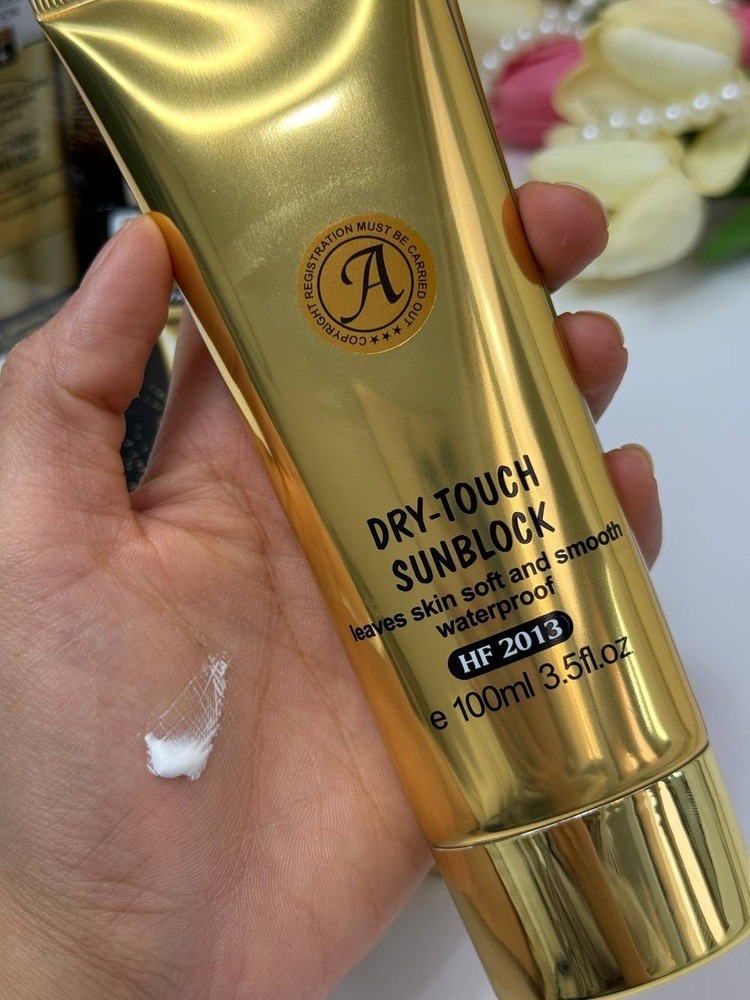 COPYRIGHT REGISTRATION MUST BE CARRIED OUT
A
DRY-TOUCH
SUNBLOCK
leaves skin soft and smooth
waterproof
HF 2013
e 100ml 3.5fl.oz